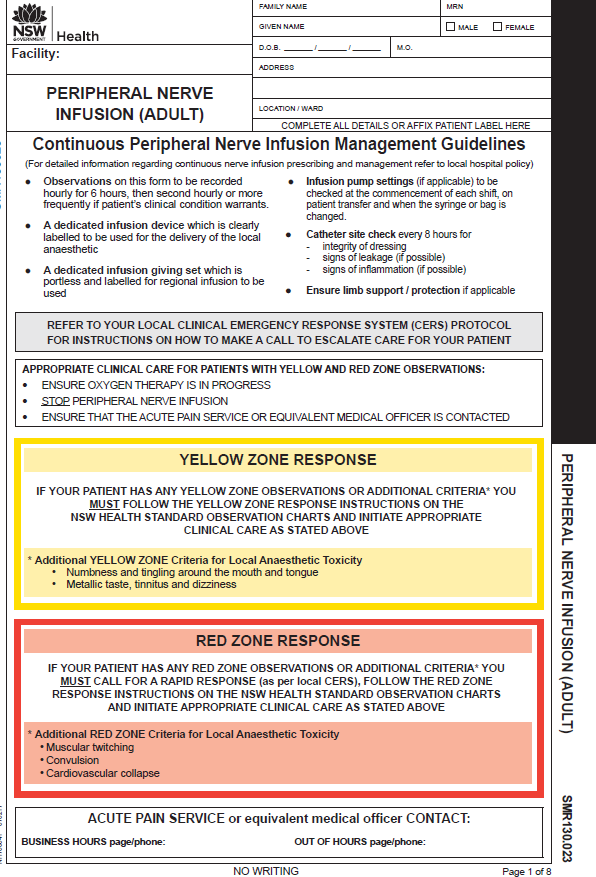 FAMILY NAME
MRN
NSW
GOVERNMENT
Health
GIVEN NAME
MALE
FEMALE
Facility:
D.O.B. _______ / _______ / _______
M.O.
ADDRESS
PERIPHERAL NERVE
INFUSION (ADULT)
LOCATION / WARD
COMPLETE ALL DETAILS OR AFFIX PATIENT LABEL HERE
Continuous Peripheral Nerve Infusion Management Guidelines
(For detailed information regarding continuous nerve infusion prescribing and management refer to local hospital policy)
● Observations on this form to be recorded
hourly for 6 hours, then second hourly or more
frequently if patient's clinical condition warrants.
● A dedicated infusion device which is clearly
labelled to be used for the delivery of the local
anaesthetic
● A dedicated infusion giving set which is
portless and labelled for regional infusion to be
used
● Infusion pump settings (if applicable) to be
checked at the commencement of each shift, on
patient transfer and when the syringe or bag is
changed.
● Catheter site check every 8 hours for
- integrity of dressing
- signs of leakage (if possible)
- signs of inflammation (if possible)
● Ensure limb support / protection if applicable
REFER TO YOUR LOCAL CLINICAL EMERGENCY RESPONSE SYSTEM (CERS) PROTOCOL
FOR INSTRUCTIONS ON HOW TO MAKE A CALL TO ESCALATE CARE FOR YOUR PATIENT
APPROPRIATE CLINICAL CARE FOR PATIENTS WITH YELLOW AND RED ZONE OBSERVATIONS:
• ENSURE OXYGEN THERAPY IS IN PROGRESS
• STOP PERIPHERAL NERVE INFUSION
• ENSURE THAT THE ACUTE PAIN SERVICE OR EQUIVALENT MEDICAL OFFICER IS CONTACTED
YELLOW ZONE RESPONSE
IF YOUR PATIENT HAS ANY YELLOW ZONE OBSERVATIONS OR ADDITIONAL CRITERIA* YOU
MUST FOLLOW THE YELLOW ZONE RESPONSE INSTRUCTIONS ON THE
NSW HEALTH STANDARD OBSERVATION CHARTS AND INITIATE APPROPRIATE
CLINICAL CARE AS STATED ABOVE
* Additional YELLOW ZONE Criteria for Local Anaesthetic Toxicity
• Numbness and tingling around the mouth and tongue
• Metallic taste, tinnitus and dizziness
RED ZONE RESPONSE
IF YOUR PATIENT HAS ANY RED ZONE OBSERVATIONS OR ADDITIONAL CRITERIA* YOU
MUST CALL FOR A RAPID RESPONSE (as per local CERS), FOLLOW THE RED ZONE
RESPONSE INSTRUCTIONS ON THE NSW HEALTH STANDARD OBSERVATION CHARTS
AND INITIATE APPROPRIATE CLINICAL CARE AS STATED ABOVE
* Additional RED ZONE Criteria for Local Anaesthetic Toxicity
• Muscular twitching
• Convulsion
• Cardiovascular collapse
ACUTE PAIN SERVICE or equivalent medical officer CONTACT:
BUSINESS HOURS page/phone:
OUT OF HOURS page/phone:
NO WRITING
Page 1 of 8
PERIPHERAL NERVE INFUSION (ADULT)
SMR130.023